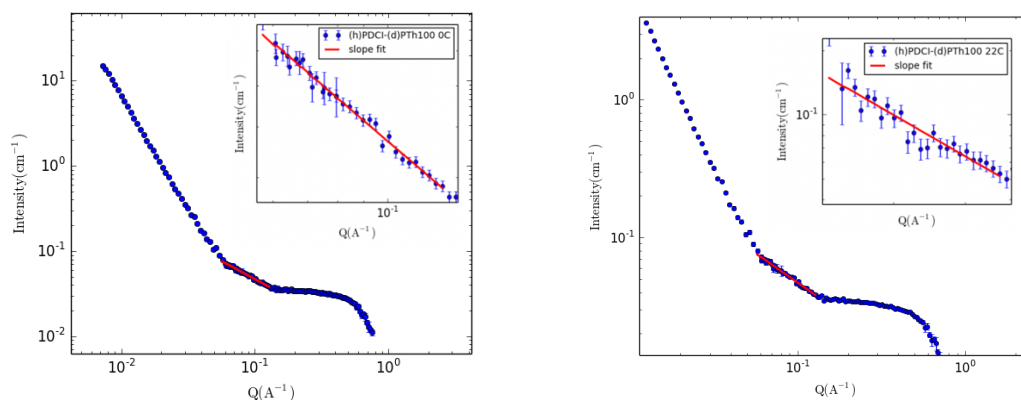 10¹
10⁰
10⁻¹
10⁻²
Intensity(cm⁻¹)
10⁻²
10⁻¹
10⁰
Q(A⁻¹)
(h)PDCI-(d)PTh100 0C
slope fit
Intensity(cm⁻¹)
10⁻¹
Q(A⁻¹)
10⁰
10⁻¹
Intensity(cm⁻¹)
10⁻¹
10⁰
Q(A⁻¹)
(h)PDCI-(d)PTh100 22C
slope fit
Intensity(cm⁻¹)
10⁻¹
Q(A⁻¹)